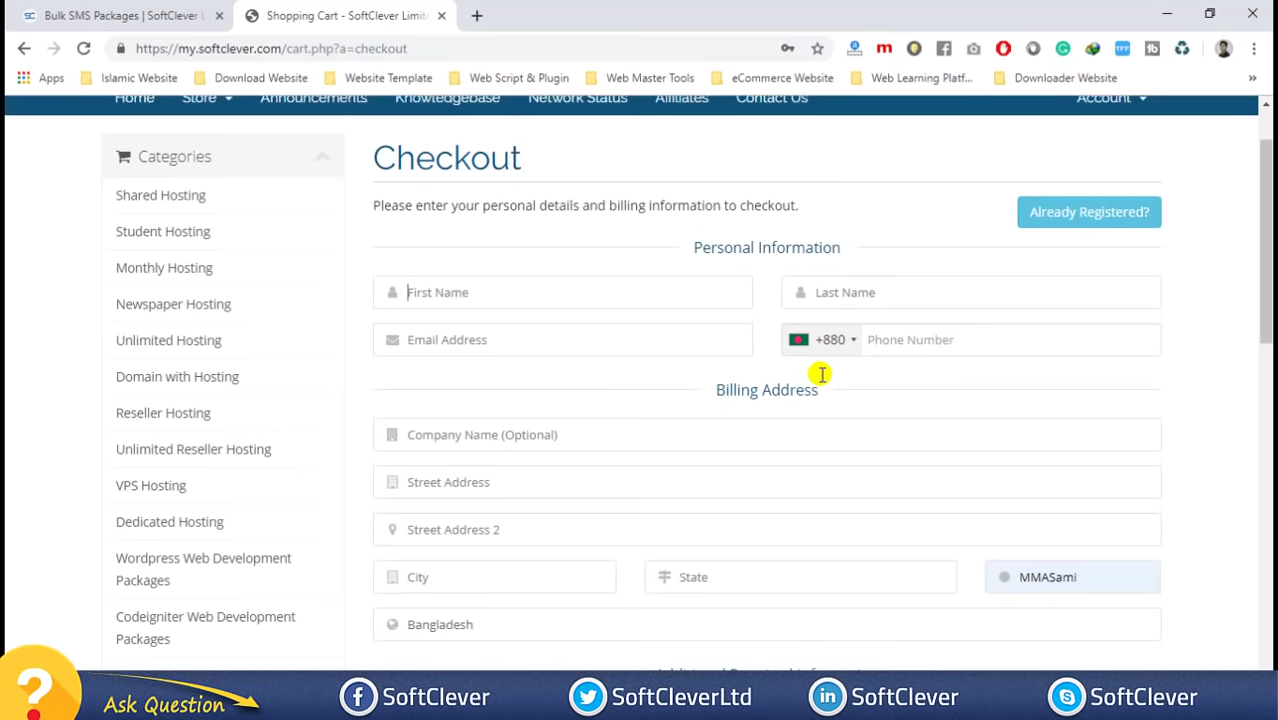 Bulk SMS Packages | SoftClever L
Shopping Cart - SoftClever Limite
https://my.softclever.com/cart.php?a=checkout
Apps
Islamic Website
Download Website
Website Template
Web Script & Plugin
Web Master Tools
eCommerce Website
Web Learning Platf...
Downloader Website
Home
Store
Announcements
Knowledgebase
Network Status
Affiliates
Contact Us
Account
Categories
Shared Hosting
Student Hosting
Monthly Hosting
Newspaper Hosting
Unlimited Hosting
Domain with Hosting
Reseller Hosting
Unlimited Reseller Hosting
VPS Hosting
Dedicated Hosting
Wordpress Web Development
Packages
Codeigniter Web Development
Packages
Checkout
Please enter your personal details and billing information to checkout.
Already Registered?
Personal Information
First Name
Last Name
Email Address
+880
Phone Number
Billing Address
Company Name (Optional)
Street Address
Street Address 2
City
State
MMASami
Bangladesh
?
Ask Question
SoftClever
SoftCleverLtd
SoftClever
SoftClever